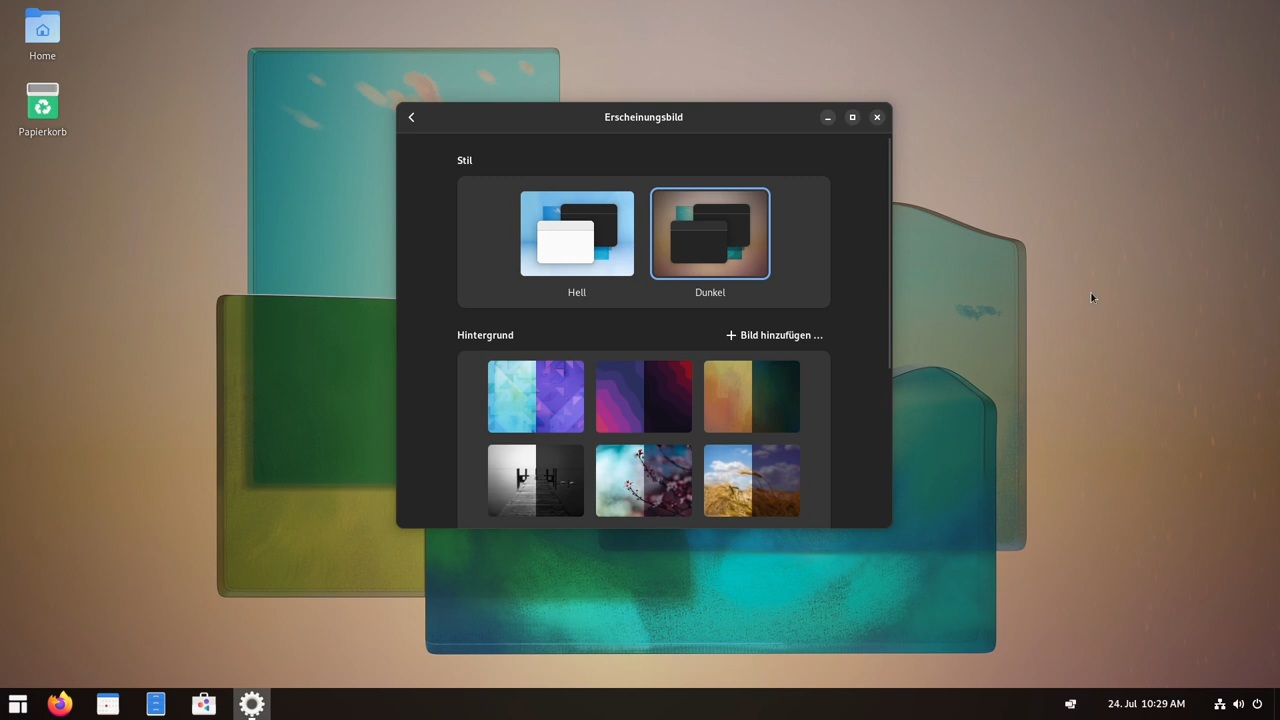 Home
Papierkorb
Erscheinungsbild
Stil
Hell
Dunkel
Hintergrund
Bild hinzufügen …
24. Jul 10:29 AM